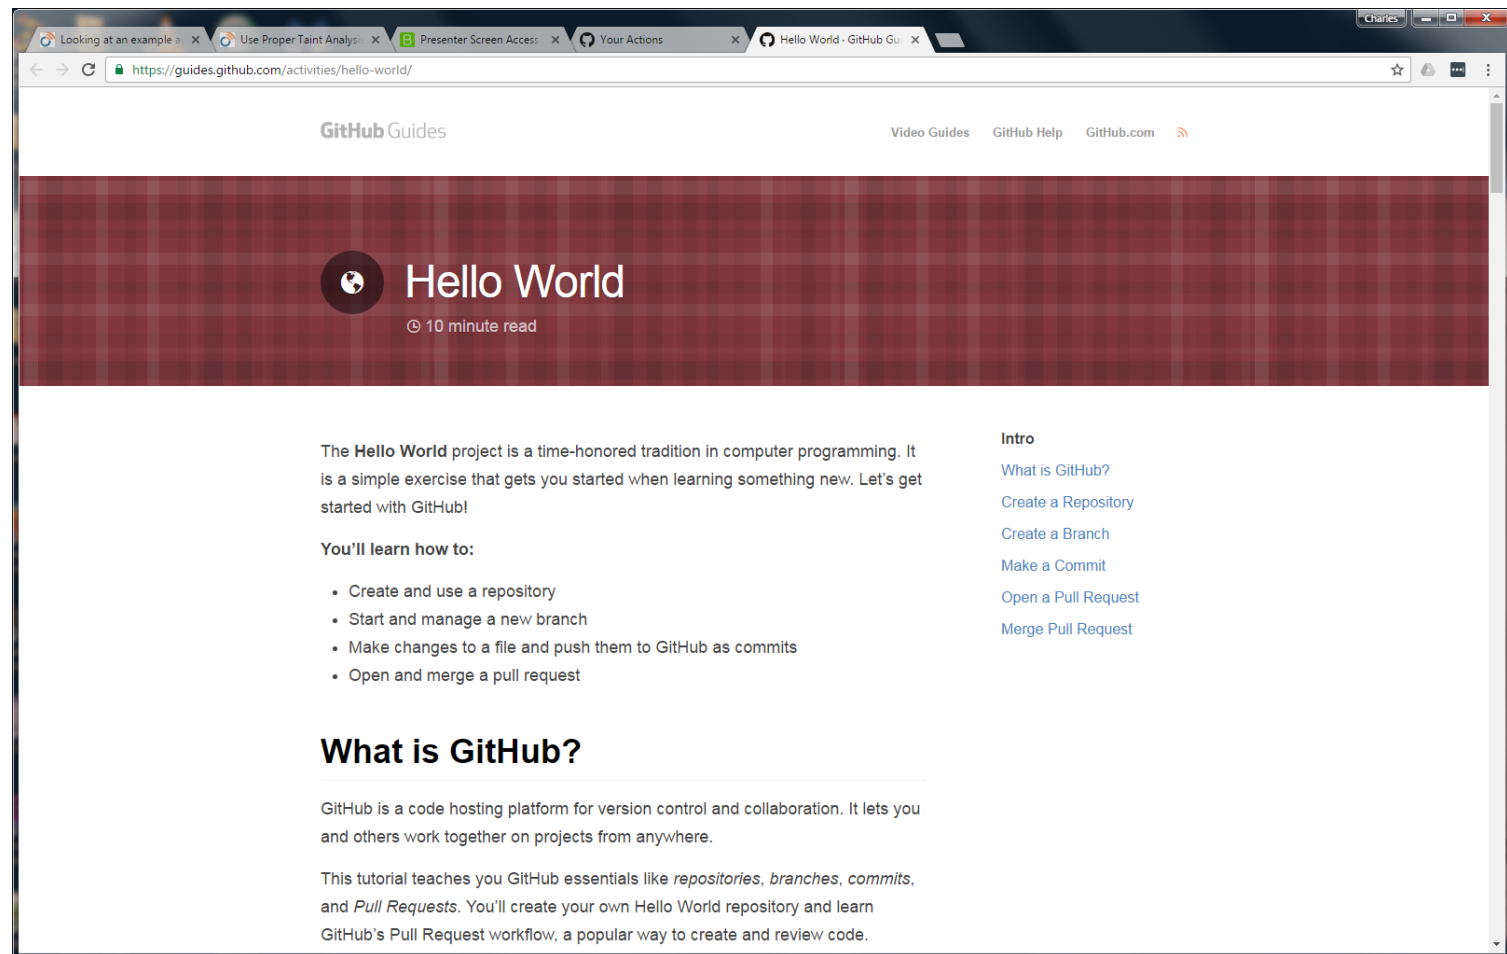 Charles
Looking at an example a
Use Proper Taint Analysis
Presenter Screen Access
Your Actions
Hello World · GitHub Gui
https://guides.github.com/activities/hello-world/
GitHub Guides
Video Guides
GitHub Help
GitHub.com
Hello World
10 minute read
The Hello World project is a time-honored tradition in computer programming. It
is a simple exercise that gets you started when learning something new. Let’s get
started with GitHub!
You’ll learn how to:
• Create and use a repository
• Start and manage a new branch
• Make changes to a file and push them to GitHub as commits
• Open and merge a pull request
What is GitHub?
GitHub is a code hosting platform for version control and collaboration. It lets you
and others work together on projects from anywhere.
This tutorial teaches you GitHub essentials like repositories, branches, commits,
and Pull Requests. You’ll create your own Hello World repository and learn
GitHub’s Pull Request workflow, a popular way to create and review code.
Intro
What is GitHub?
Create a Repository
Create a Branch
Make a Commit
Open a Pull Request
Merge Pull Request